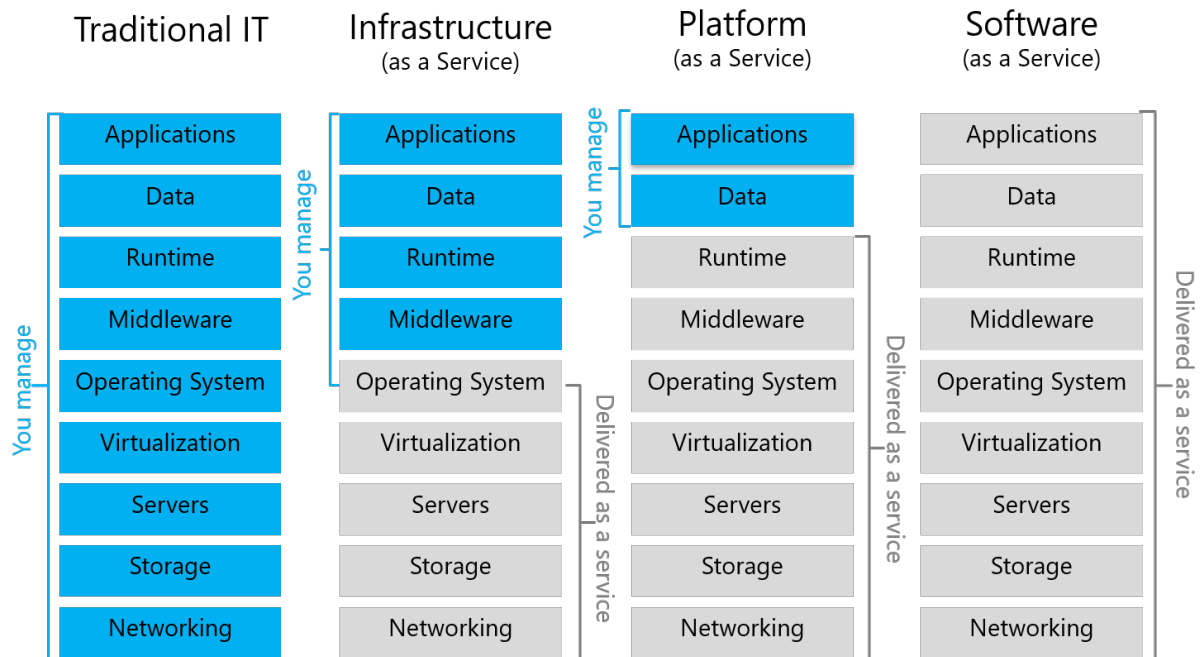 Traditional IT
You manage
Applications
Data
Runtime
Middleware
Operating System
Virtualization
Servers
Storage
Networking
Infrastructure
(as a Service)
You manage
Applications
Data
Runtime
Middleware
Operating System
Virtualization
Servers
Storage
Networking
Delivered as a service
Platform
(as a Service)
You manage
Applications
Data
Runtime
Middleware
Operating System
Virtualization
Servers
Storage
Networking
Delivered as a service
Software
(as a Service)
Applications
Data
Runtime
Middleware
Operating System
Virtualization
Servers
Storage
Networking
Delivered as a service